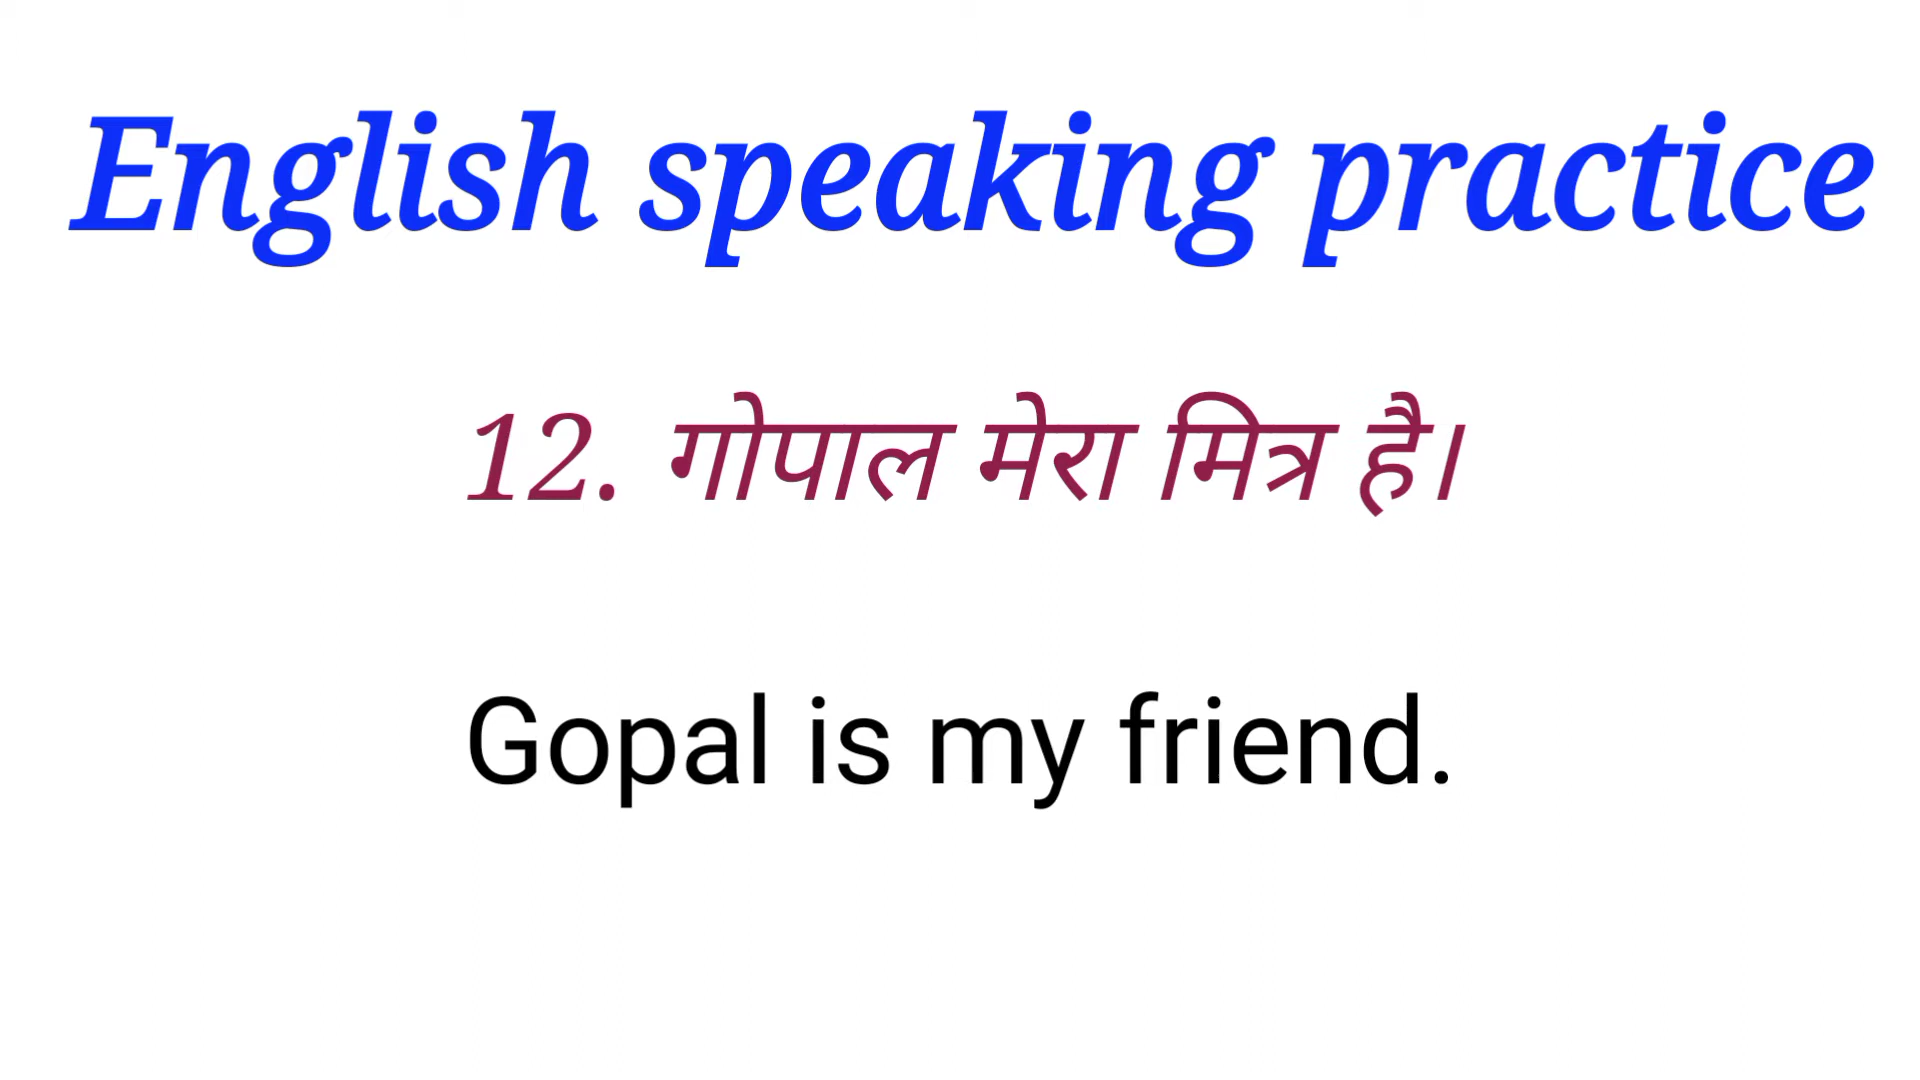 English speaking practice
12. गोपाल मेरा मित्र है।
Gopal is my friend.